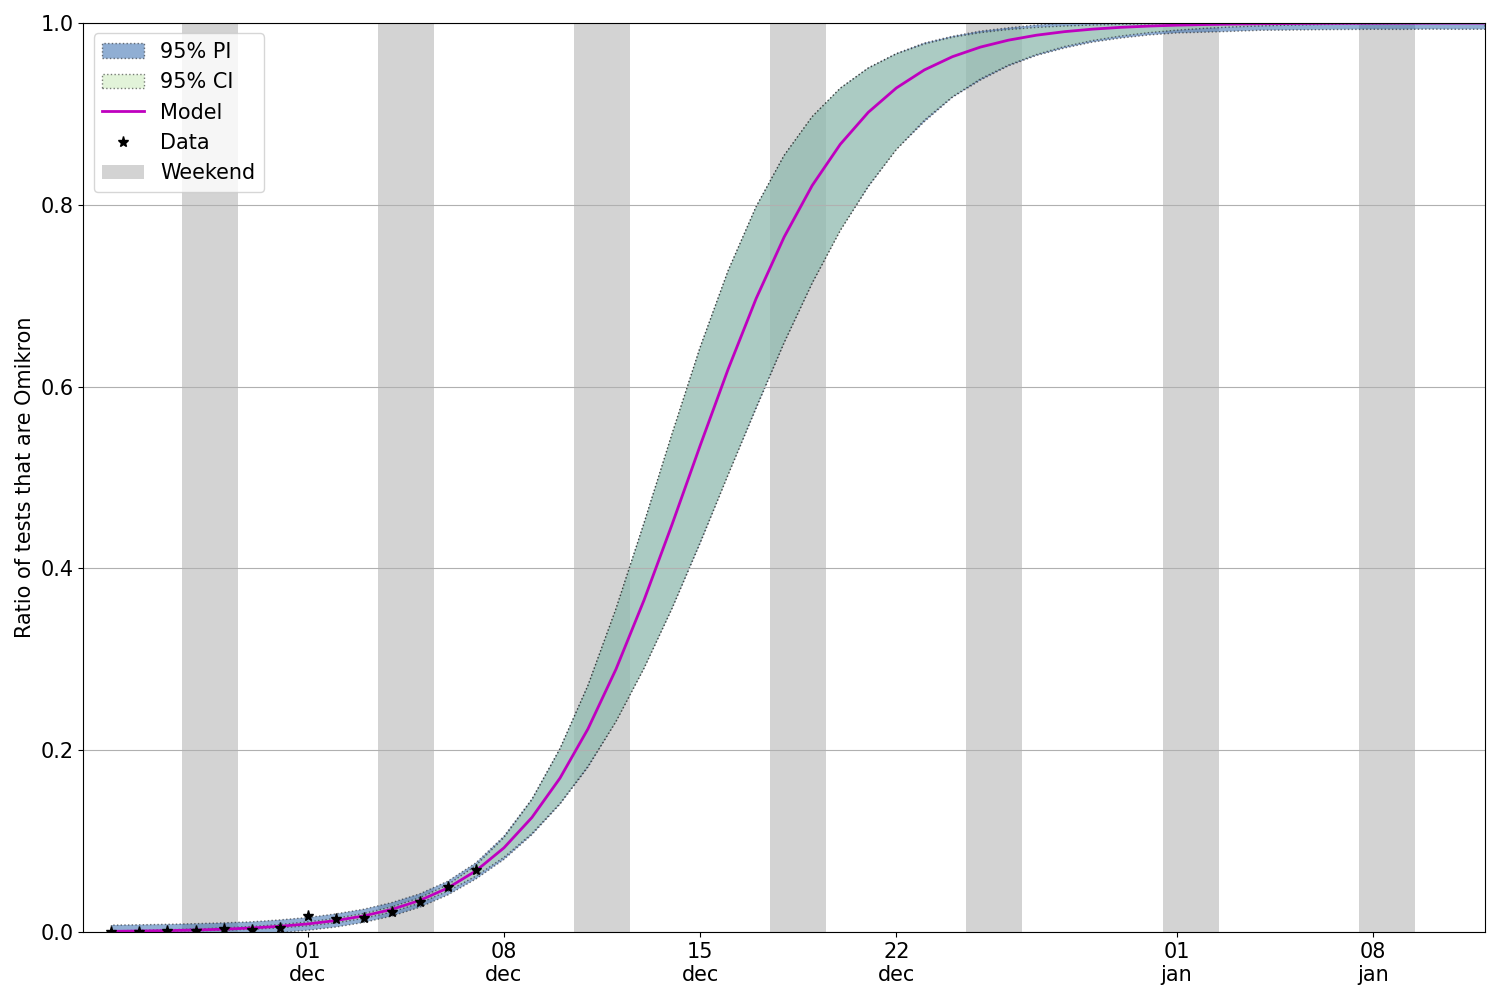 1.0
0.8
0.6
0.4
0.2
0.0
Ratio of tests that are Omikron
95% PI
95% CI
Model
Data
Weekend
01
dec
08
dec
15
dec
22
dec
01
jan
08
jan